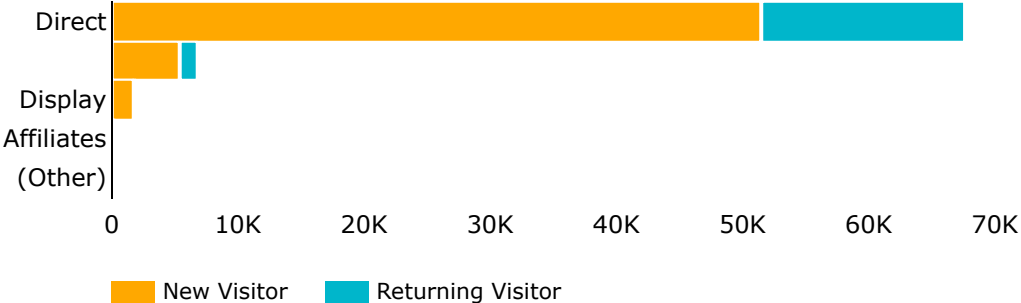 Direct
Display
Affiliates
(Other)
0 10K 20K 30K 40K 50K 60K 70K
New Visitor Returning Visitor